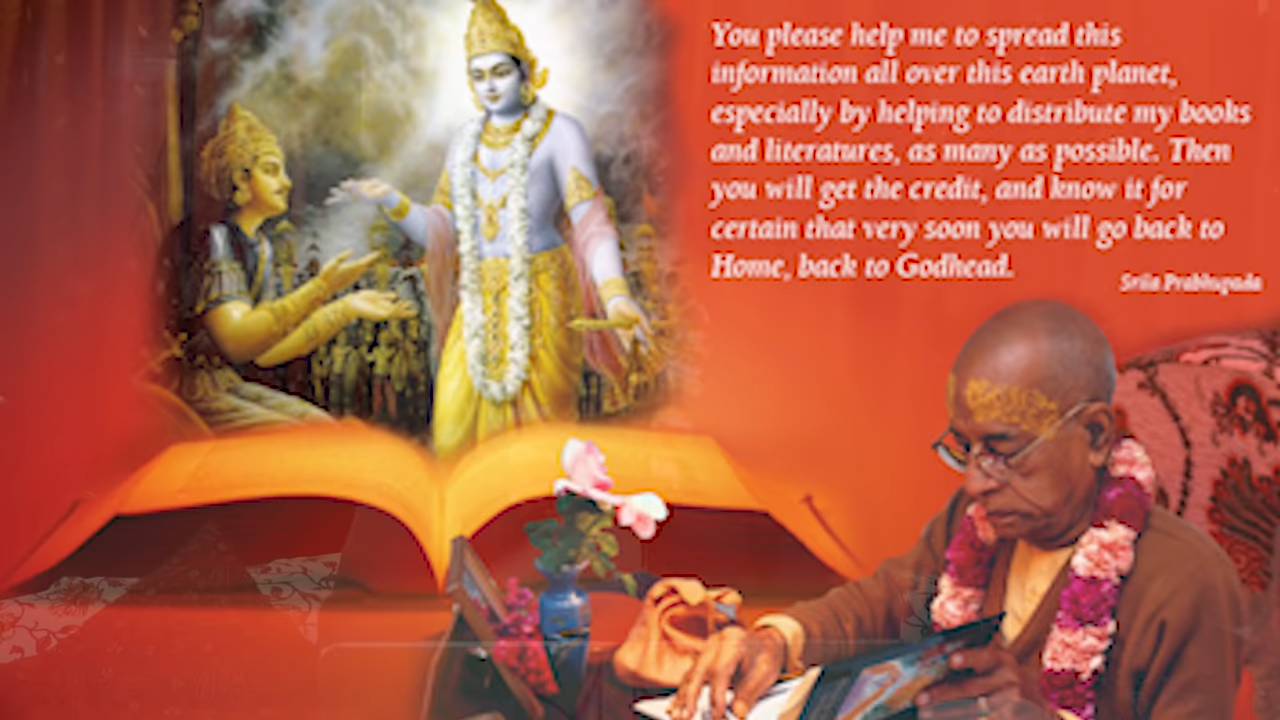 You please help me to spread this
information all over this earth planet,
especially by helping to distribute my books
and literatures, as many as possible. Then
you will get the credit, and know it for
certain that very soon you will go back to
Home, back to Godhead.
Srila Prabhupada